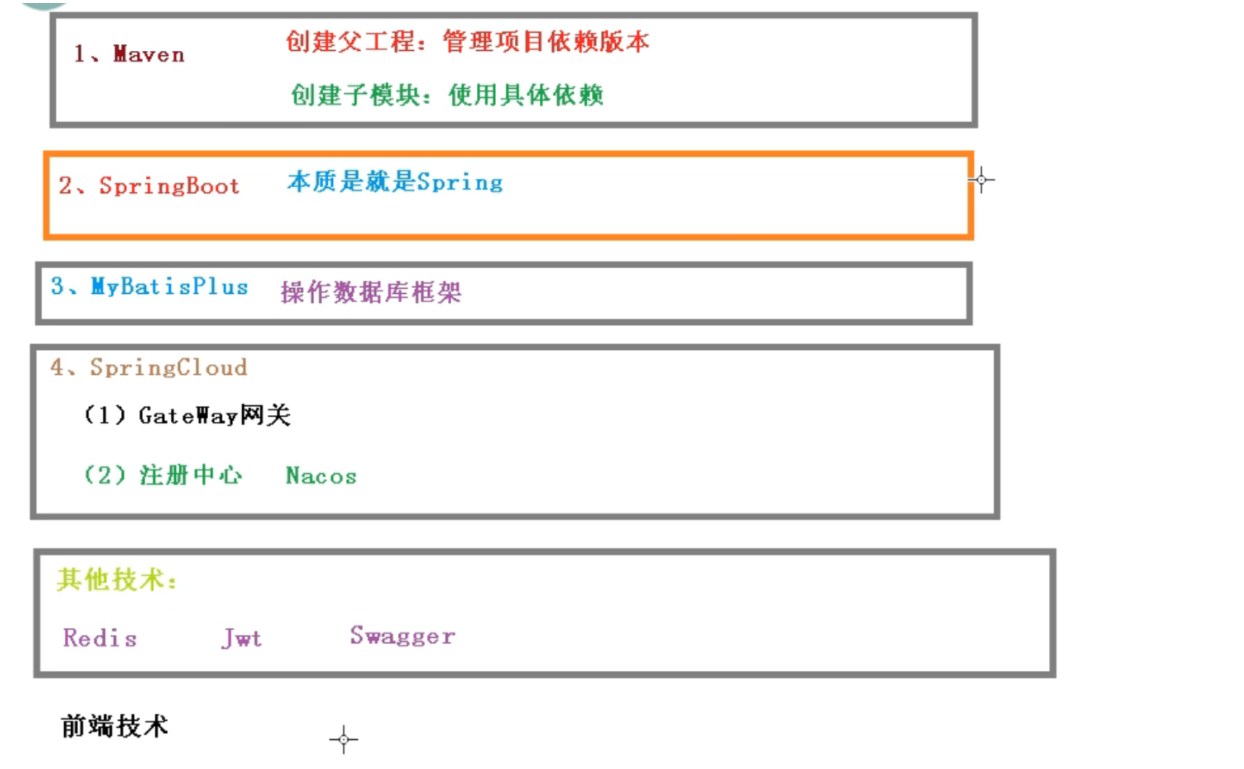 1、Maven 创建父工程：管理项目依赖版本
创建子模块：使用具体依赖
2、SpringBoot 本质是就是Spring
3、MyBatisPlus 操作数据库框架
4、SpringCloud
（1）GateWay网关
（2）注册中心 Nacos
其他技术：
Redis Jwt Swagger
前端技术